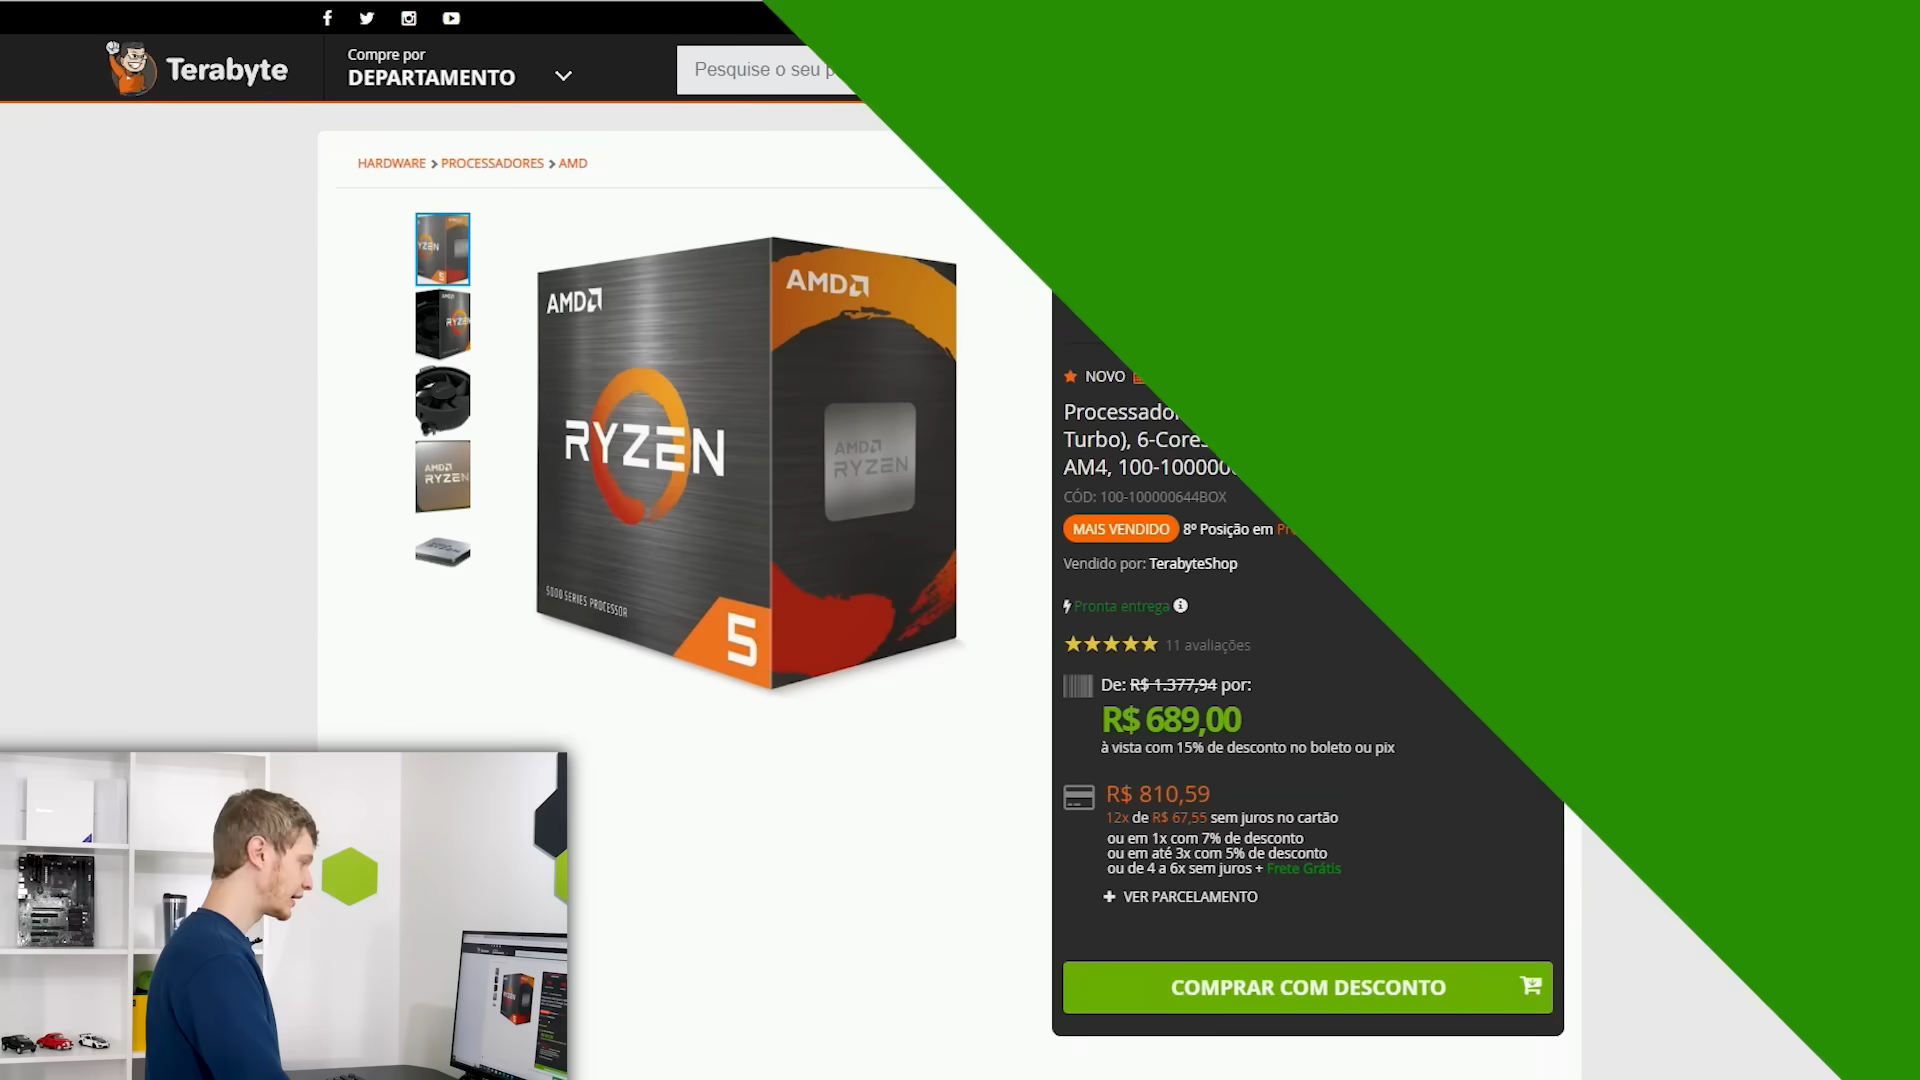 Terabyte
Compre por
DEPARTAMENTO
Pesquise o seu p
HARDWARE > PROCESSADORES > AMD
AMD
RYZEN
5000 SERIES PROCESSOR
5
AMD
AMD
RYZEN
NOVO
Processador
Turbo), 6-Cores
AM4, 100-100000
CÓD: 100-100000644BOX
MAIS VENDIDO 8º Posição em
Vendido por: TerabyteShop
Pronta entrega
11 avaliações
De: R$ 1.377,94 por:
R$ 689,00
à vista com 15% de desconto no boleto ou pix
R$ 810,59
12x de R$ 67,55 sem juros no cartão
ou em 1x com 7% de desconto
ou em até 3x com 5% de desconto
ou de 4 a 6x sem juros + Frete Grátis
+ VER PARCELAMENTO
COMPRAR COM DESCONTO